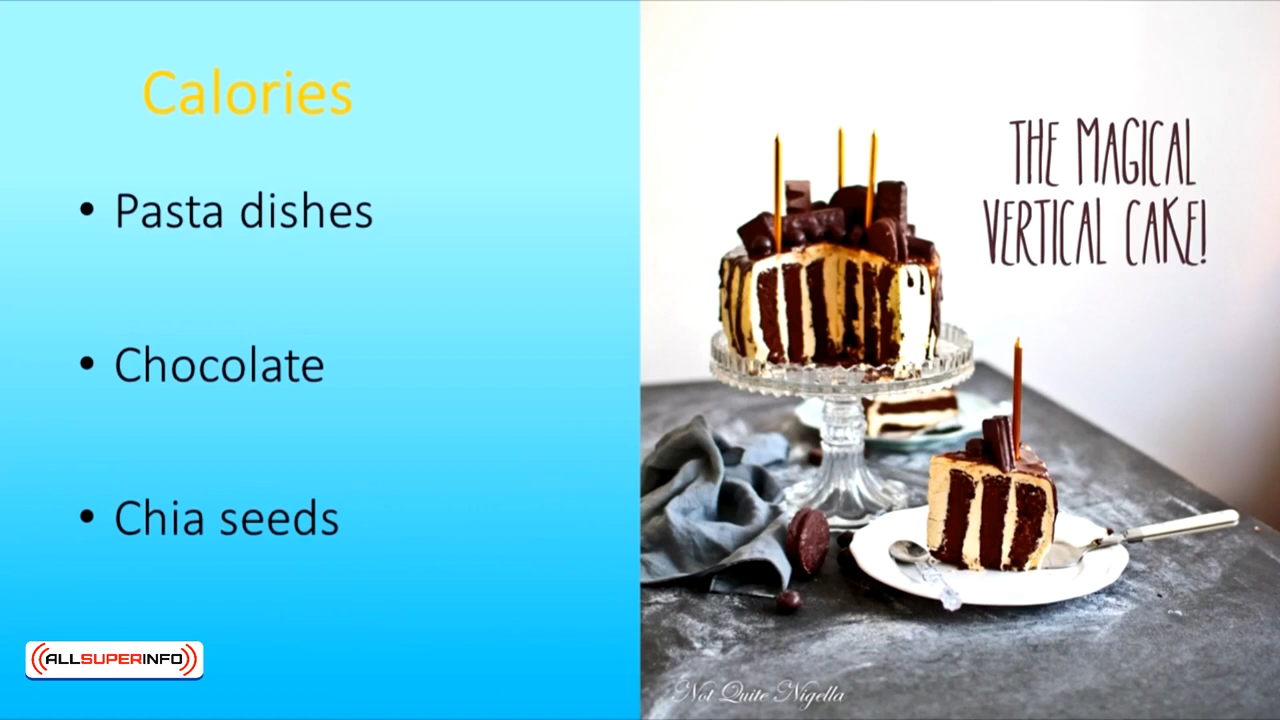 Calories
• Pasta dishes
• Chocolate
• Chia seeds
ALLSUPERINFO
THE MAGICAL
VERTICAL CAKE!
Not Quite Nigella